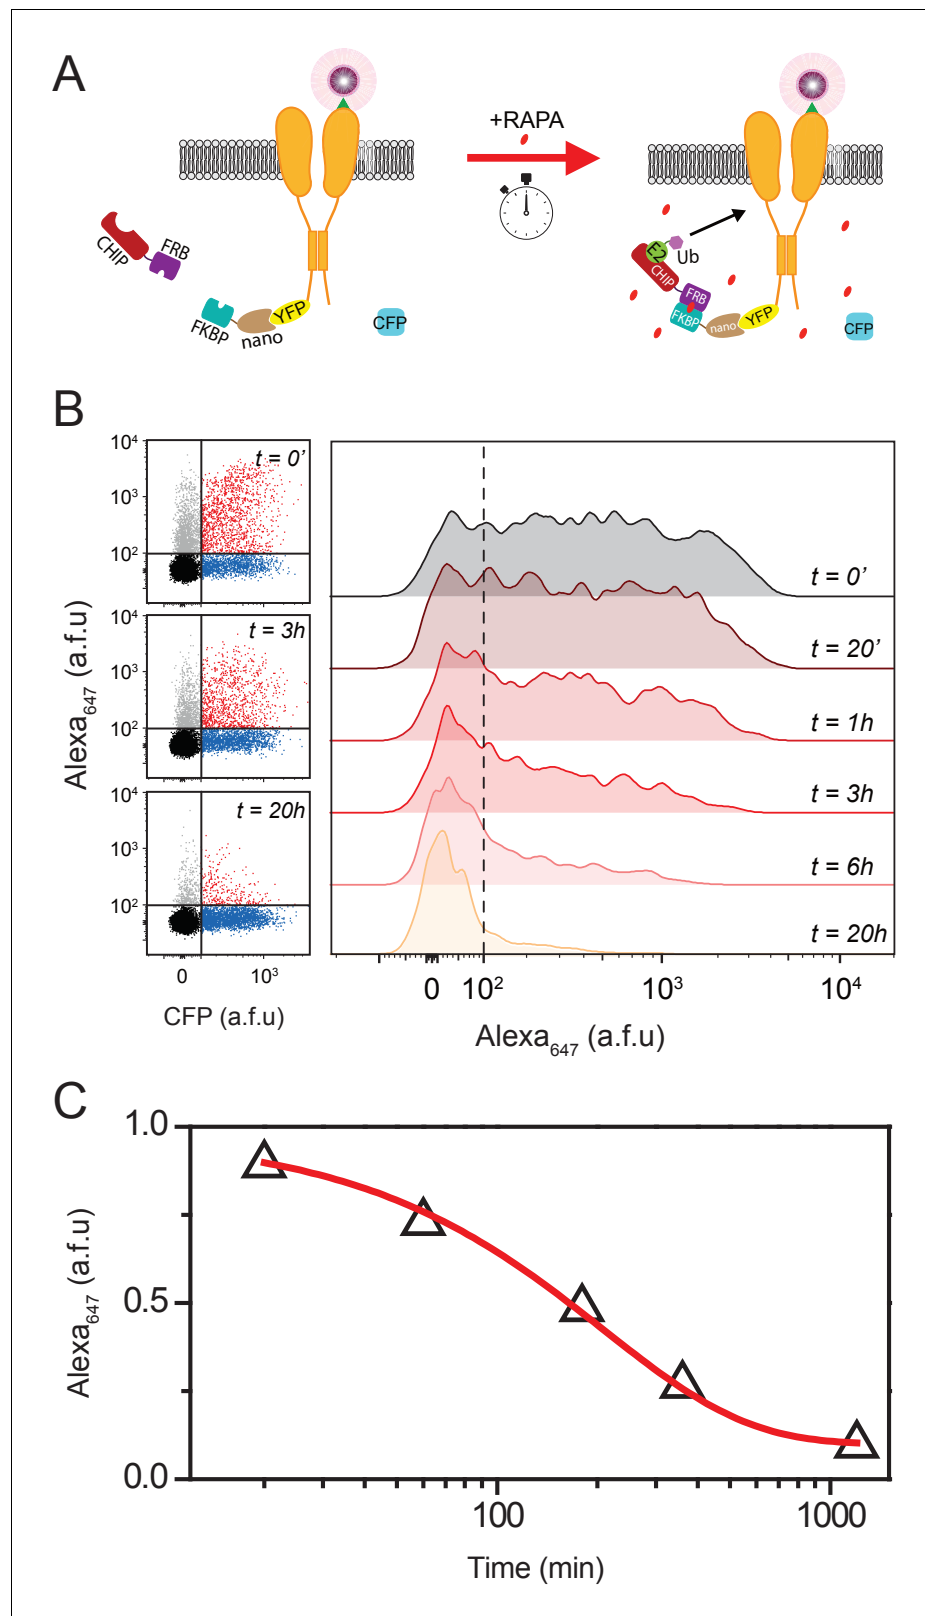 A
+RAPA
CHIP
FRB
FKBP
nano
YFP
CFP
E2
Ub
CHIP
FRB
FKBP
nano
YFP
CFP
B
10⁴
10³
10²
t = 0'
10⁴
10³
10²
t = 3h
10⁴
10³
10²
t = 20h
0
10³
CFP (a.f.u)
Alexa₆₄₇ (a.f.u)
t = 0'
t = 20'
t = 1h
t = 3h
t = 6h
t = 20h
0
10²
10³
10⁴
Alexa₆₄₇ (a.f.u)
C
1.0
0.5
0.0
Alexa₆₄₇ (a.f.u)
100
1000
Time (min)